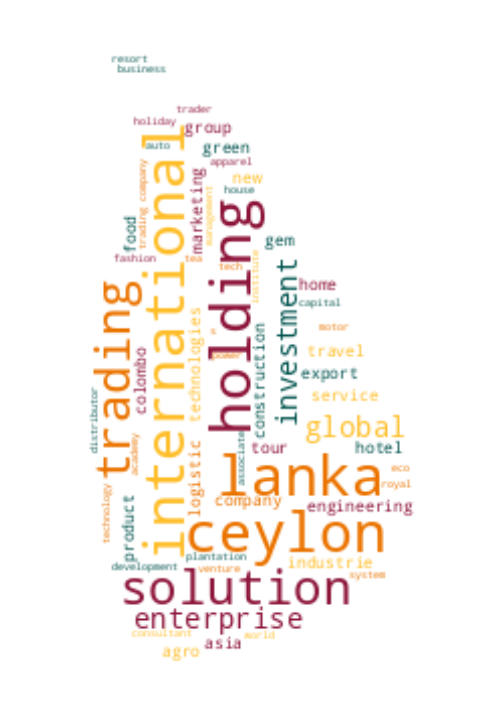 resort
business
trader
holiday
group
auto
green
apparel
international
trading company
marketing
management
new
house
holding
food
gem
fashion
tea
tech
institute
investment
home
capital
trading
technologies
construction
s
power
motor
colombo
travel
export
distributor
service
global
academy
logistic
associate
tour
hotel
lanka
eco
royal
technology
product
company
engineering
ceylon
plantation
development
venture
industrie
system
solution
enterprise
consultant
world
asia
agro